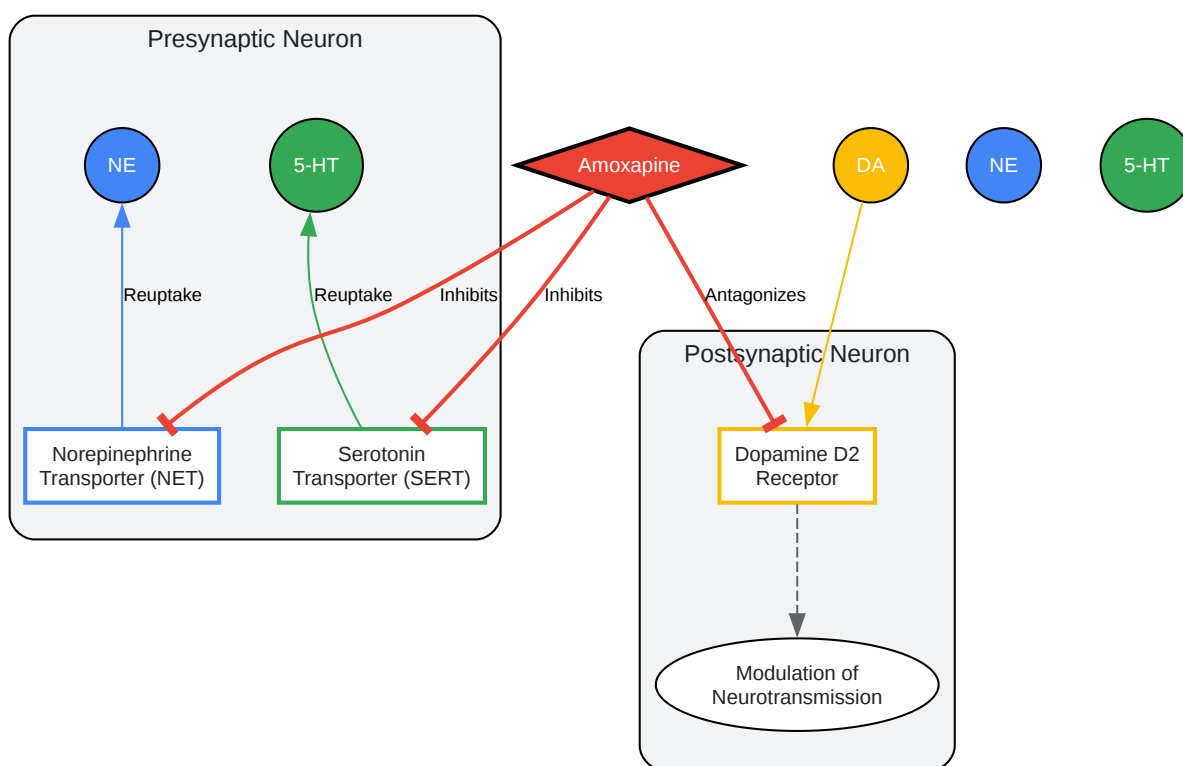 Presynaptic Neuron
NE
5-HT
Amoxapine
DA
NE
5-HT
Reuptake
Reuptake
Inhibits
Inhibits
Antagonizes
Postsynaptic Neuron
Norepinephrine
Transporter (NET)
Serotonin
Transporter (SERT)
Dopamine D2
Receptor
Modulation of
Neurotransmission